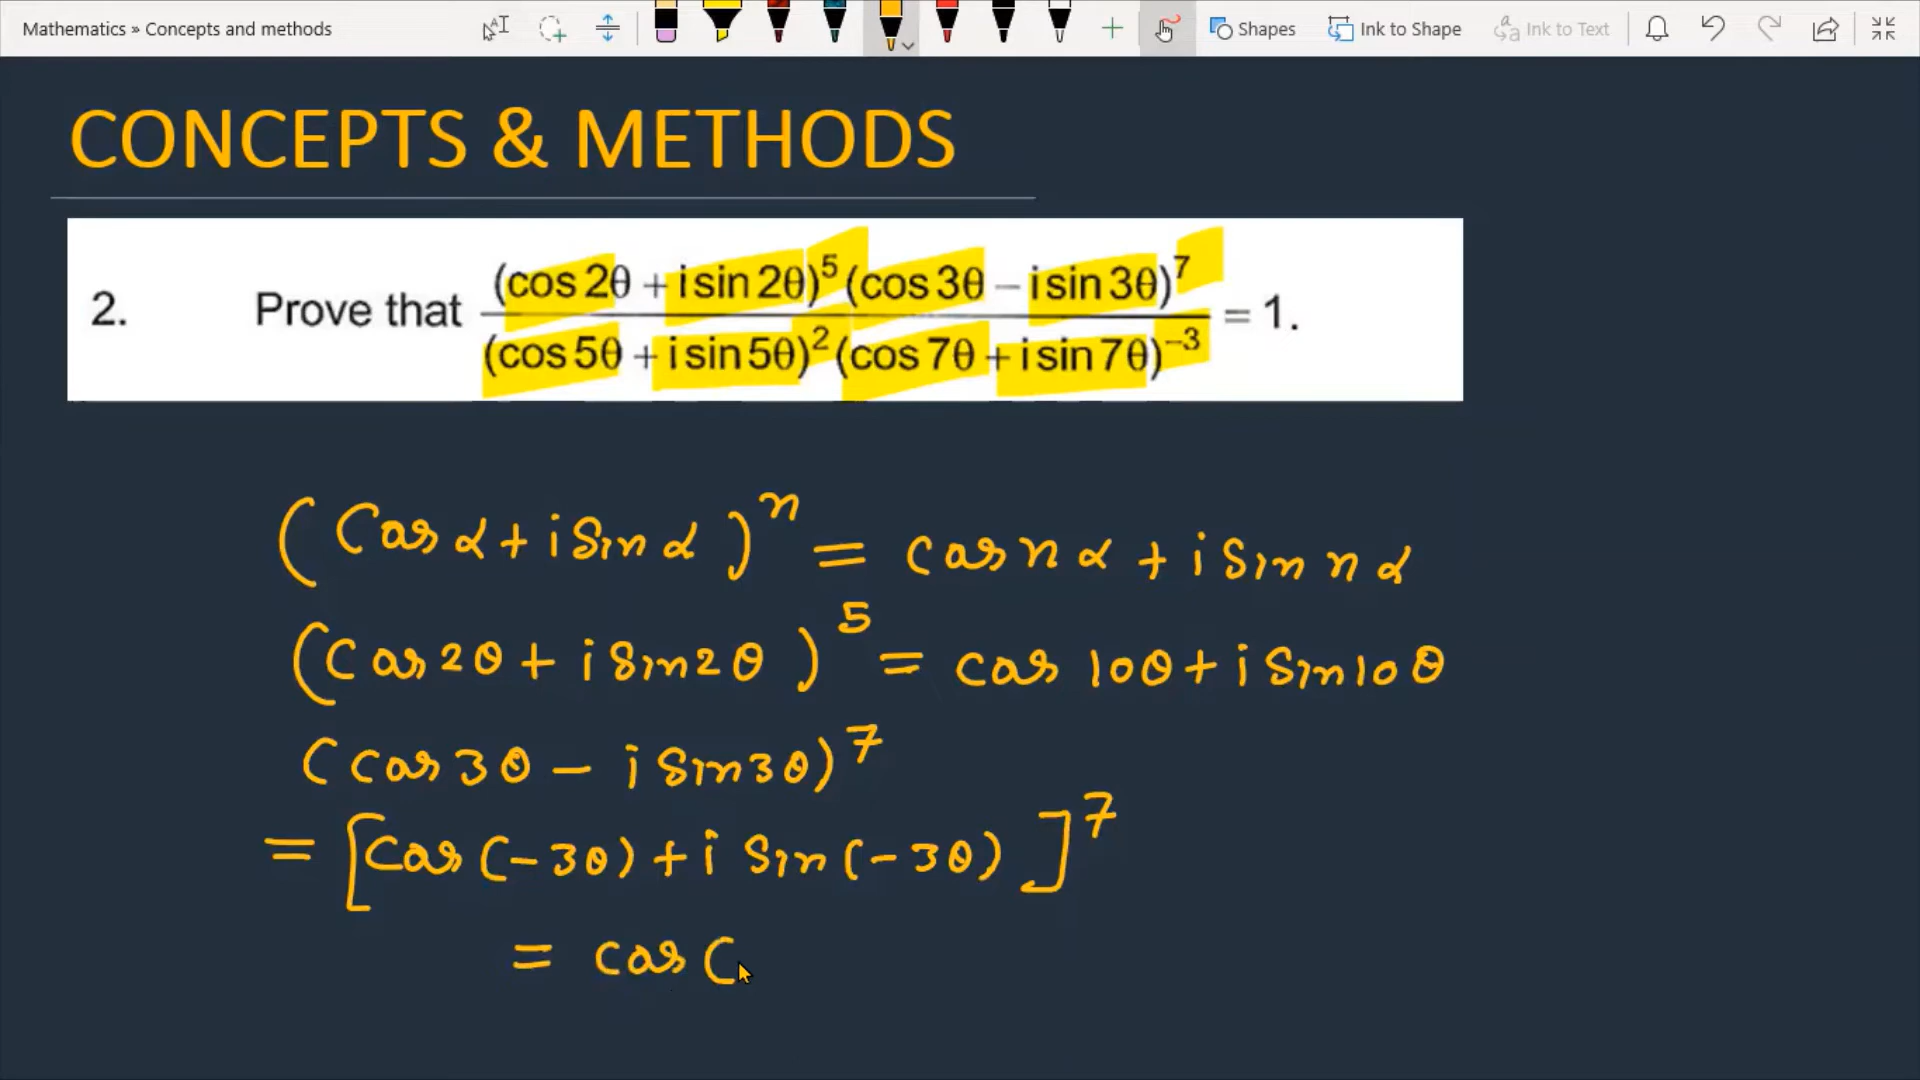 Mathematics » Concepts and methods
Shapes
Ink to Shape
Ink to Text
CONCEPTS & METHODS
2. Prove that (cos 2θ + i sin 2θ)⁵ (cos 3θ − i sin 3θ)⁷ / (cos 5θ + i sin 5θ)² (cos 7θ + i sin 7θ)⁻³ = 1.
(Cos α + i Sin α)ⁿ = cos n α + i Sin n α
(Cos 2θ + i Sin 2θ)⁵ = cos 10θ + i Sin 10θ
(cos 3θ − i Sin 3θ)⁷
= [cos (−3θ) + i Sin (−3θ)]⁷
= cos (